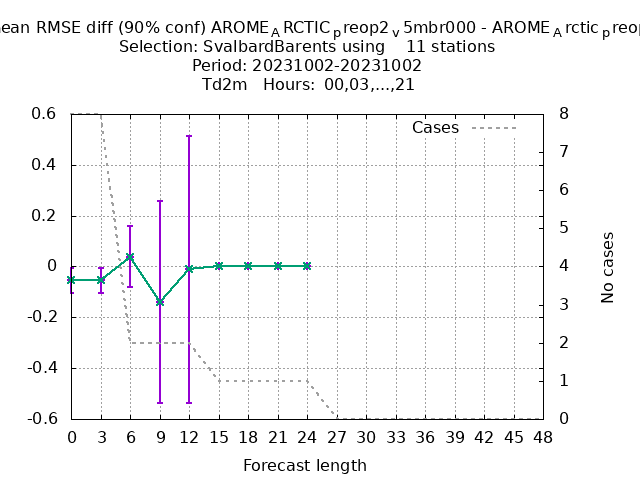 ean RMSE diff (90% conf) AROME_ARCTIC_preop2_v5mbr000 - AROME_Arctic_preop
Selection: SvalbardBarents using 11 stations
Period: 20231002-20231002
Td2m Hours: 00,03,...,21
Cases
0.6
0.4
0.2
0
-0.2
-0.4
-0.6
8
7
6
5
4
3
2
1
0
No cases
0 3 6 9 12 15 18 21 24 27 30 33 36 39 42 45 48
Forecast length